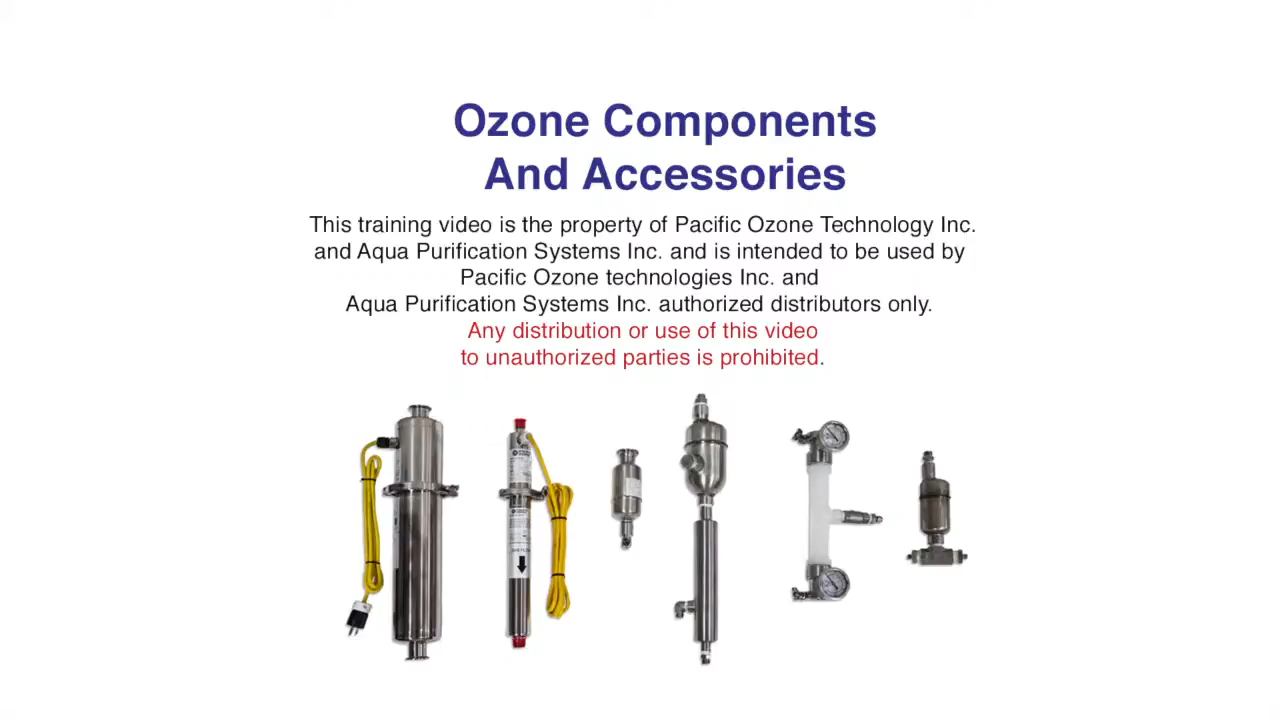 Ozone Components
And Accessories
This training video is the property of Pacific Ozone Technology Inc.
and Aqua Purification Systems Inc. and is intended to be used by
Pacific Ozone technologies Inc. and
Aqua Purification Systems Inc. authorized distributors only.
Any distribution or use of this video
to unauthorized parties is prohibited.